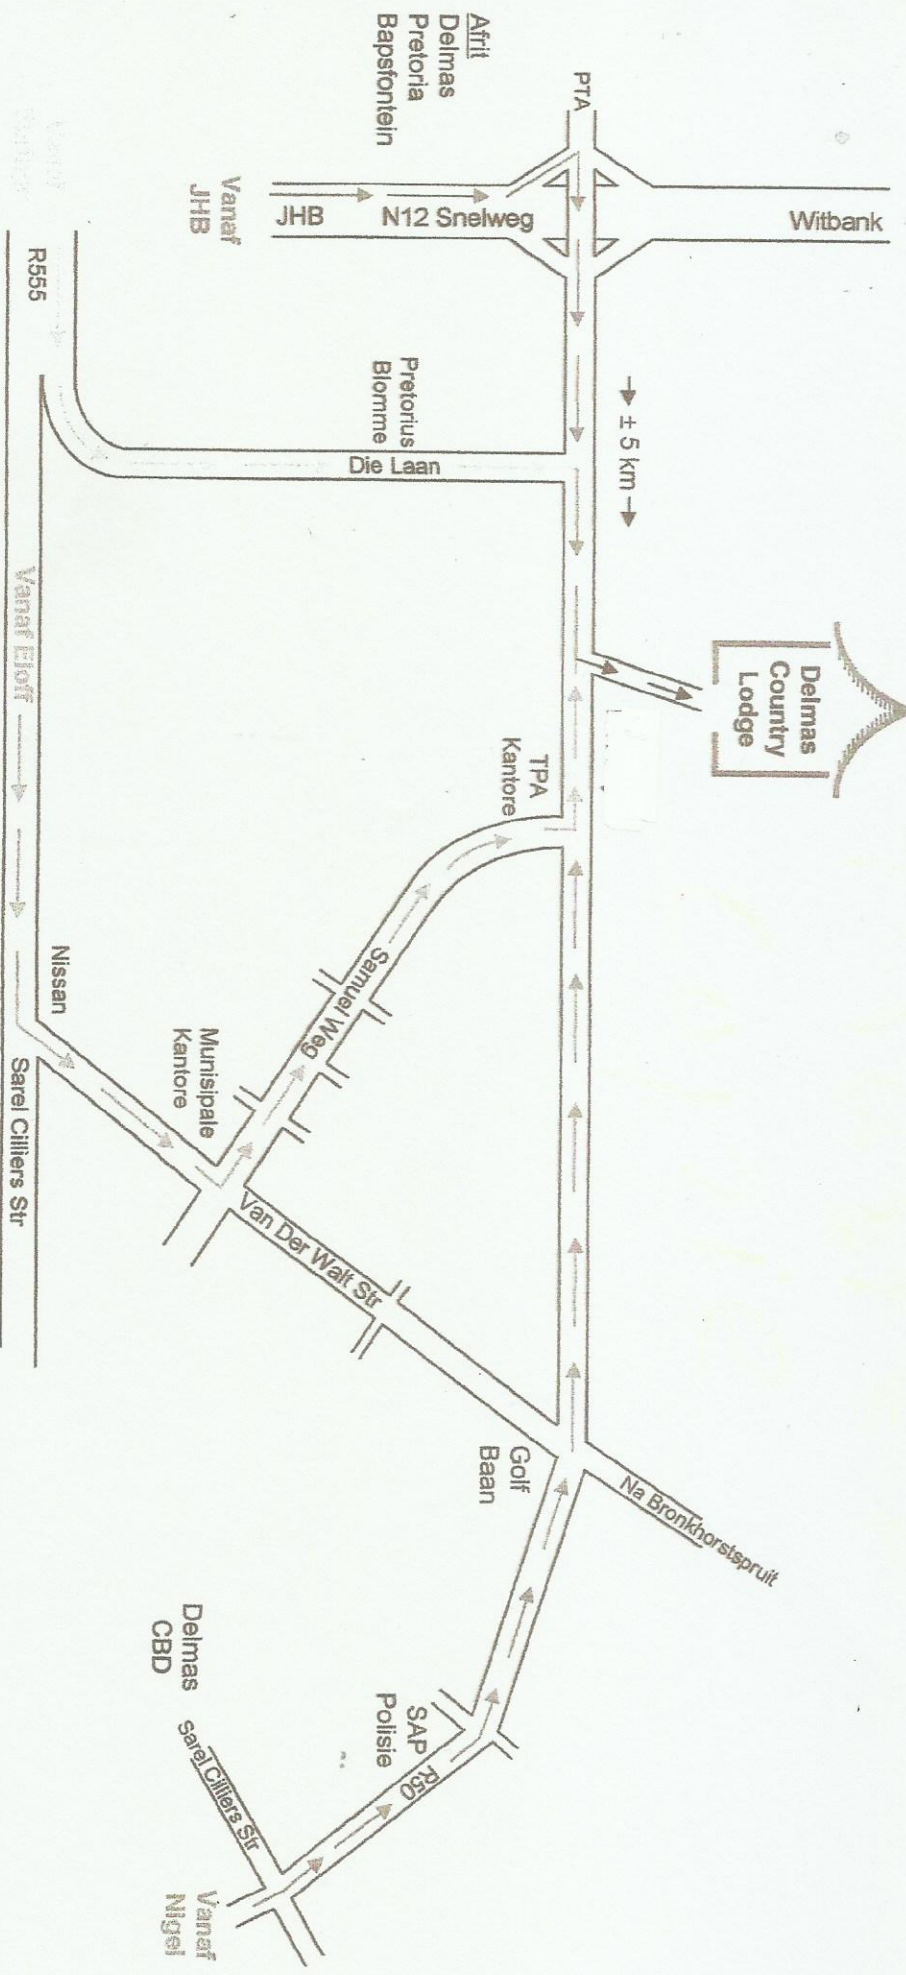 Afrit
Delmas
Pretoria
Bapsfontein
PTA
Witbank
N12 Snelweg
JHB
Vanaf
JHB
± 5 km
Delmas
Country
Lodge
Pretorius
Blomme
Die Laan
R555
Vanaf Eloff
TPA
Kantore
Samuel Weg
Nissan
Munisipale
Kantore
Sarel Cilliers Str
Van Der Walt Str
Golf
Baan
Na Bronkhorstspruit
SAP
Polisie
R50
Delmas
CBD
Sarel Cilliers Str
Vanaf
Nigel